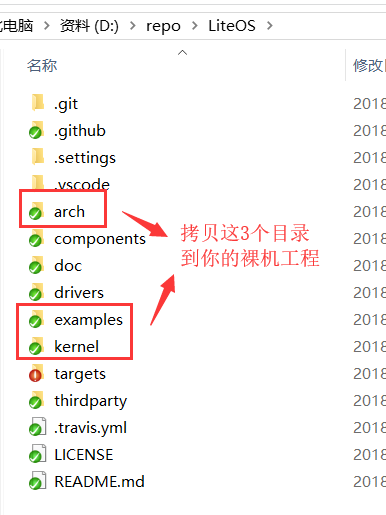 此电脑 > 资料 (D:) > repo > LiteOS >
名称
修改日
.git
2018
.github
2018
.settings
2018
.vscode
2018
arch
2018
components
2018
doc
2018
drivers
2018
examples
2018
kernel
2018
targets
2018
thirdparty
2018
.travis.yml
2018
LICENSE
2018
README.md
2018
拷贝这3个目录
到你的裸机工程